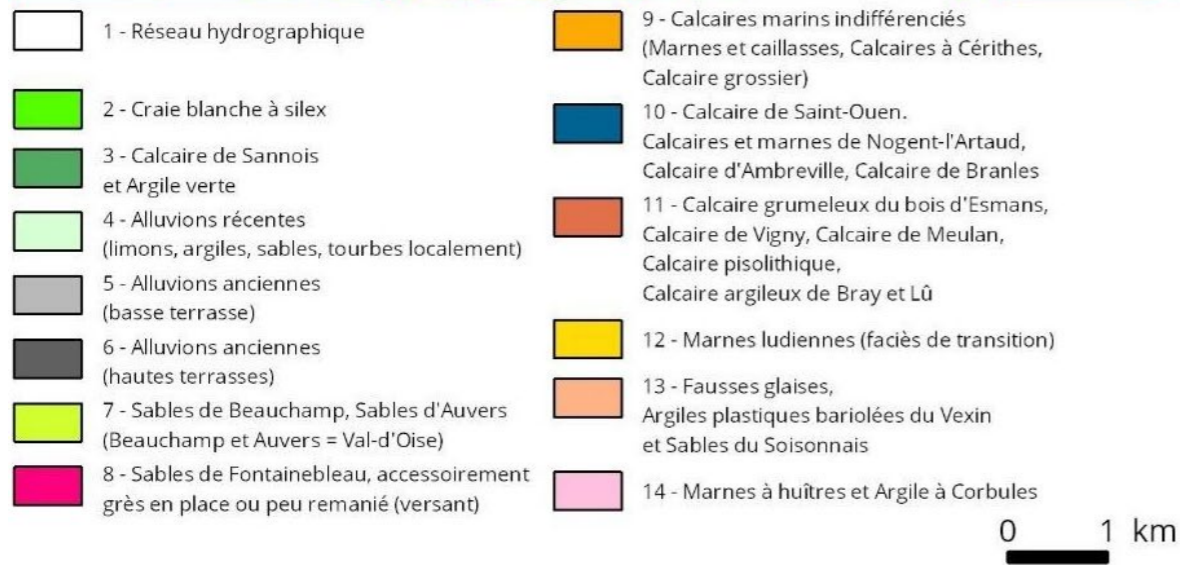 1 - Réseau hydrographique
2 - Craie blanche à silex
3 - Calcaire de Sannois
et Argile verte
4 - Alluvions récentes
(limons, argiles, sables, tourbes localement)
5 - Alluvions anciennes
(basse terrasse)
6 - Alluvions anciennes
(hautes terrasses)
7 - Sables de Beauchamp, Sables d'Auvers
(Beauchamp et Auvers = Val-d'Oise)
8 - Sables de Fontainebleau, accessoirement
grès en place ou peu remanié (versant)
9 - Calcaires marins indifférenciés
(Marnes et caillasses, Calcaires à Cérithes,
Calcaire grossier)
10 - Calcaire de Saint-Ouen.
Calcaires et marnes de Nogent-l'Artaud,
Calcaire d'Ambreville, Calcaire de Branles
11 - Calcaire grumeleux du bois d'Esmans,
Calcaire de Vigny, Calcaire de Meulan,
Calcaire pisolithique,
Calcaire argileux de Bray et Lû
12 - Marnes ludiennes (faciès de transition)
13 - Fausses glaises,
Argiles plastiques bariolées du Vexin
et Sables du Soisonnais
14 - Marnes à huîtres et Argile à Corbules
0 1 km